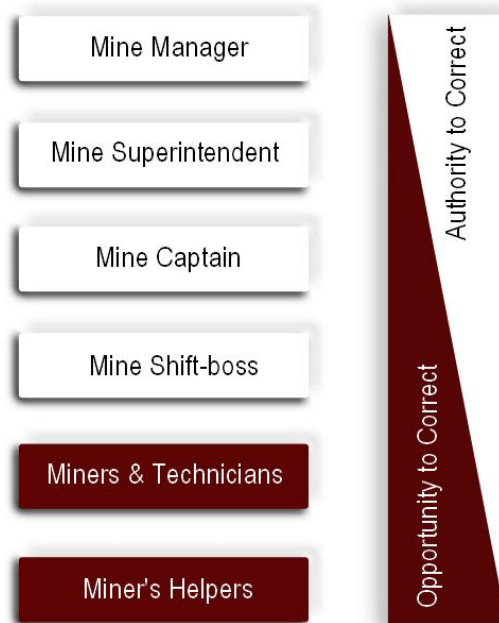 Mine Manager
Mine Superintendent
Mine Captain
Mine Shift-boss
Miners & Technicians
Miner's Helpers
Authority to Correct
Opportunity to Correct